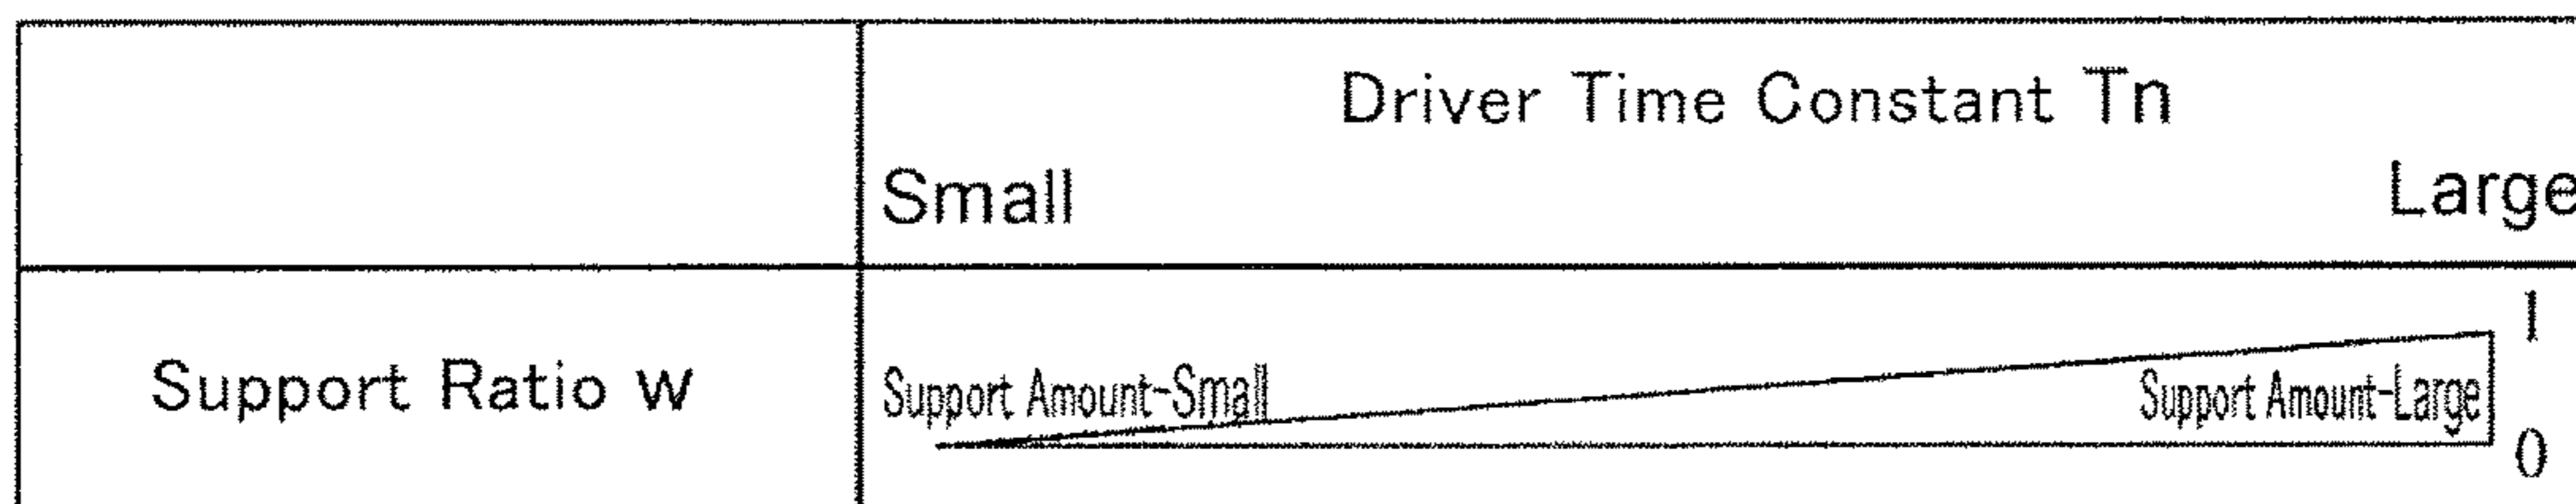 Driver Time Constant Tn
Small Large
1
Support Ratio w Support Amount-Small Support Amount-Large
0